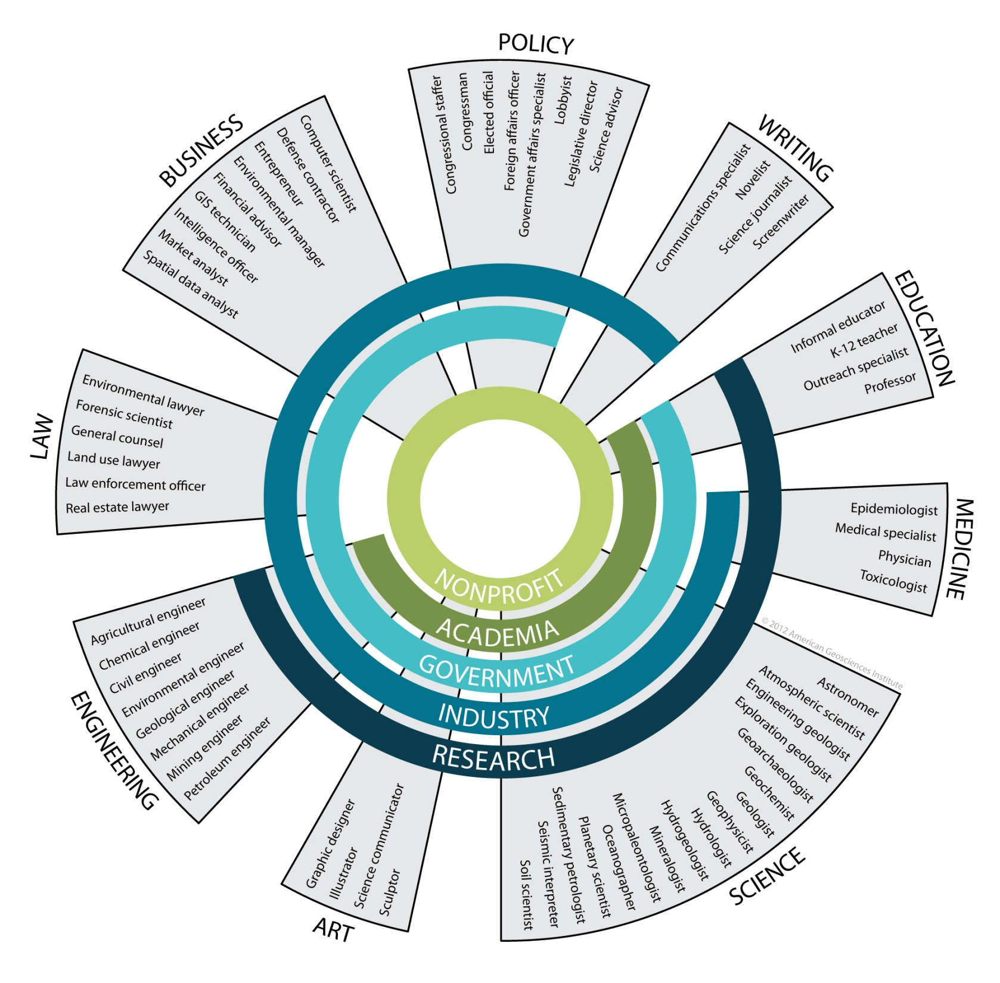 POLICY
Congressional staffer
Congressman
Elected official
Foreign affairs officer
Government affairs specialist
Lobbyist
Legislative director
Science advisor
WRITING
Communications specialist
Novelist
Science journalist
Screenwriter
EDUCATION
Informal educator
K-12 teacher
Outreach specialist
Professor
MEDICINE
Epidemiologist
Medical specialist
Physician
Toxicologist
© 2012 American Geosciences Institute
SCIENCE
Astronomer
Atmospheric scientist
Engineering geologist
Exploration geologist
Geoarchaeologist
Geochemist
Geologist
Geophysicist
Hydrologist
Hydrogeologist
Mineralogist
Micropaleontologist
Oceanographer
Planetary scientist
Sedimentary petrologist
Seismic interpreter
Soil scientist
ART
Graphic designer
Illustrator
Science communicator
Sculptor
ENGINEERING
Agricultural engineer
Chemical engineer
Civil engineer
Environmental engineer
Geological engineer
Mechanical engineer
Mining engineer
Petroleum engineer
LAW
Environmental lawyer
Forensic scientist
General counsel
Land use lawyer
Law enforcement officer
Real estate lawyer
BUSINESS
Computer scientist
Defense contractor
Entrepreneur
Environmental manager
Financial advisor
GIS technician
Intelligence officer
Market analyst
Spatial data analyst
NONPROFIT
ACADEMIA
GOVERNMENT
INDUSTRY
RESEARCH